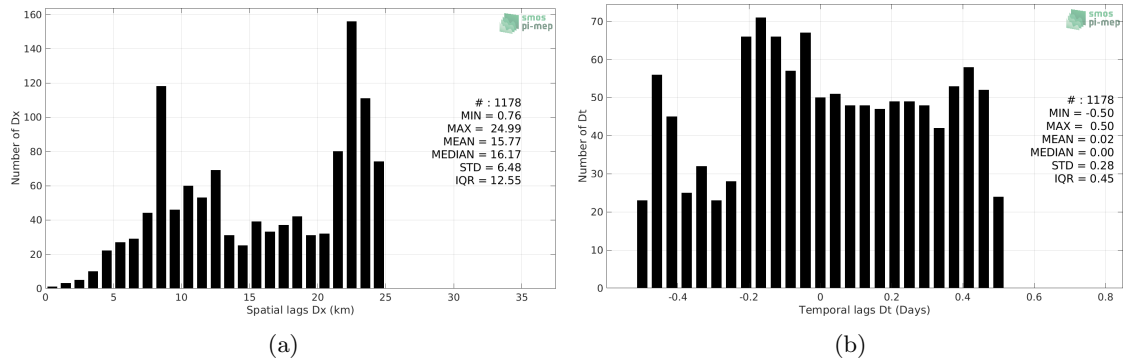 160
140
120
100
80
60
40
20
0
Number of Dx
0 5 10 15 20 25 30 35
Spatial lags Dx (km)
smos
pi-mep
# : 1178
MIN = 0.76
MAX = 24.99
MEAN = 15.77
MEDIAN = 16.17
STD = 6.48
IQR = 12.55
(a)
70
60
50
40
30
20
10
0
Number of Dt
-0.4 -0.2 0 0.2 0.4 0.6 0.8
Temporal lags Dt (Days)
smos
pi-mep
# : 1178
MIN = -0.50
MAX = 0.50
MEAN = 0.02
MEDIAN = 0.00
STD = 0.28
IQR = 0.45
(b)